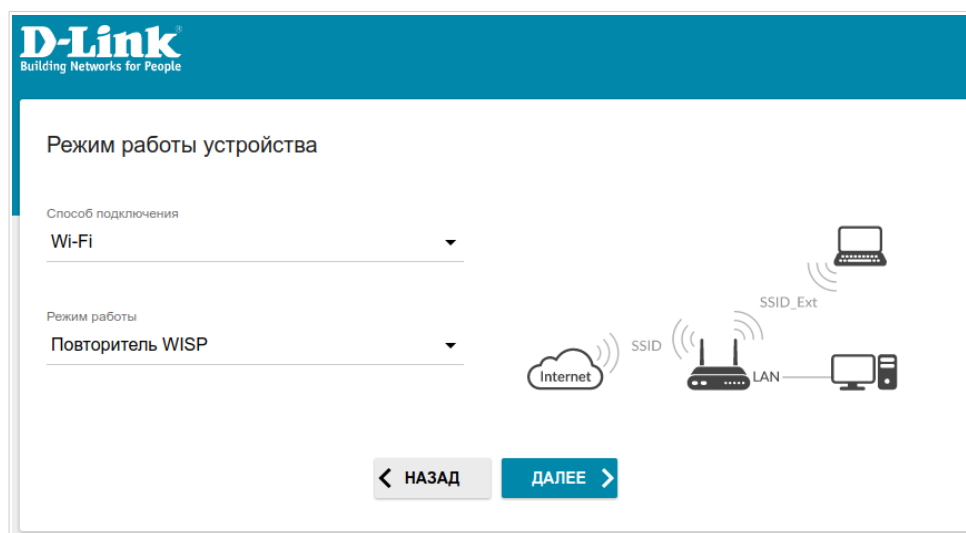 D-Link
Building Networks for People
Режим работы устройства
Способ подключения
Wi-Fi
Режим работы
Повторитель WISP
SSID_Ext
SSID
Internet
LAN
НАЗАД
ДАЛЕЕ